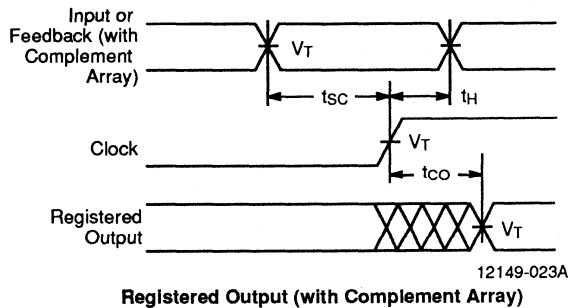 Input or
Feedback (with
Complement
Array)
VT
tSC
tH
Clock
VT
tCO
Registered
Output
VT
12149-023A
Registered Output (with Complement Array)